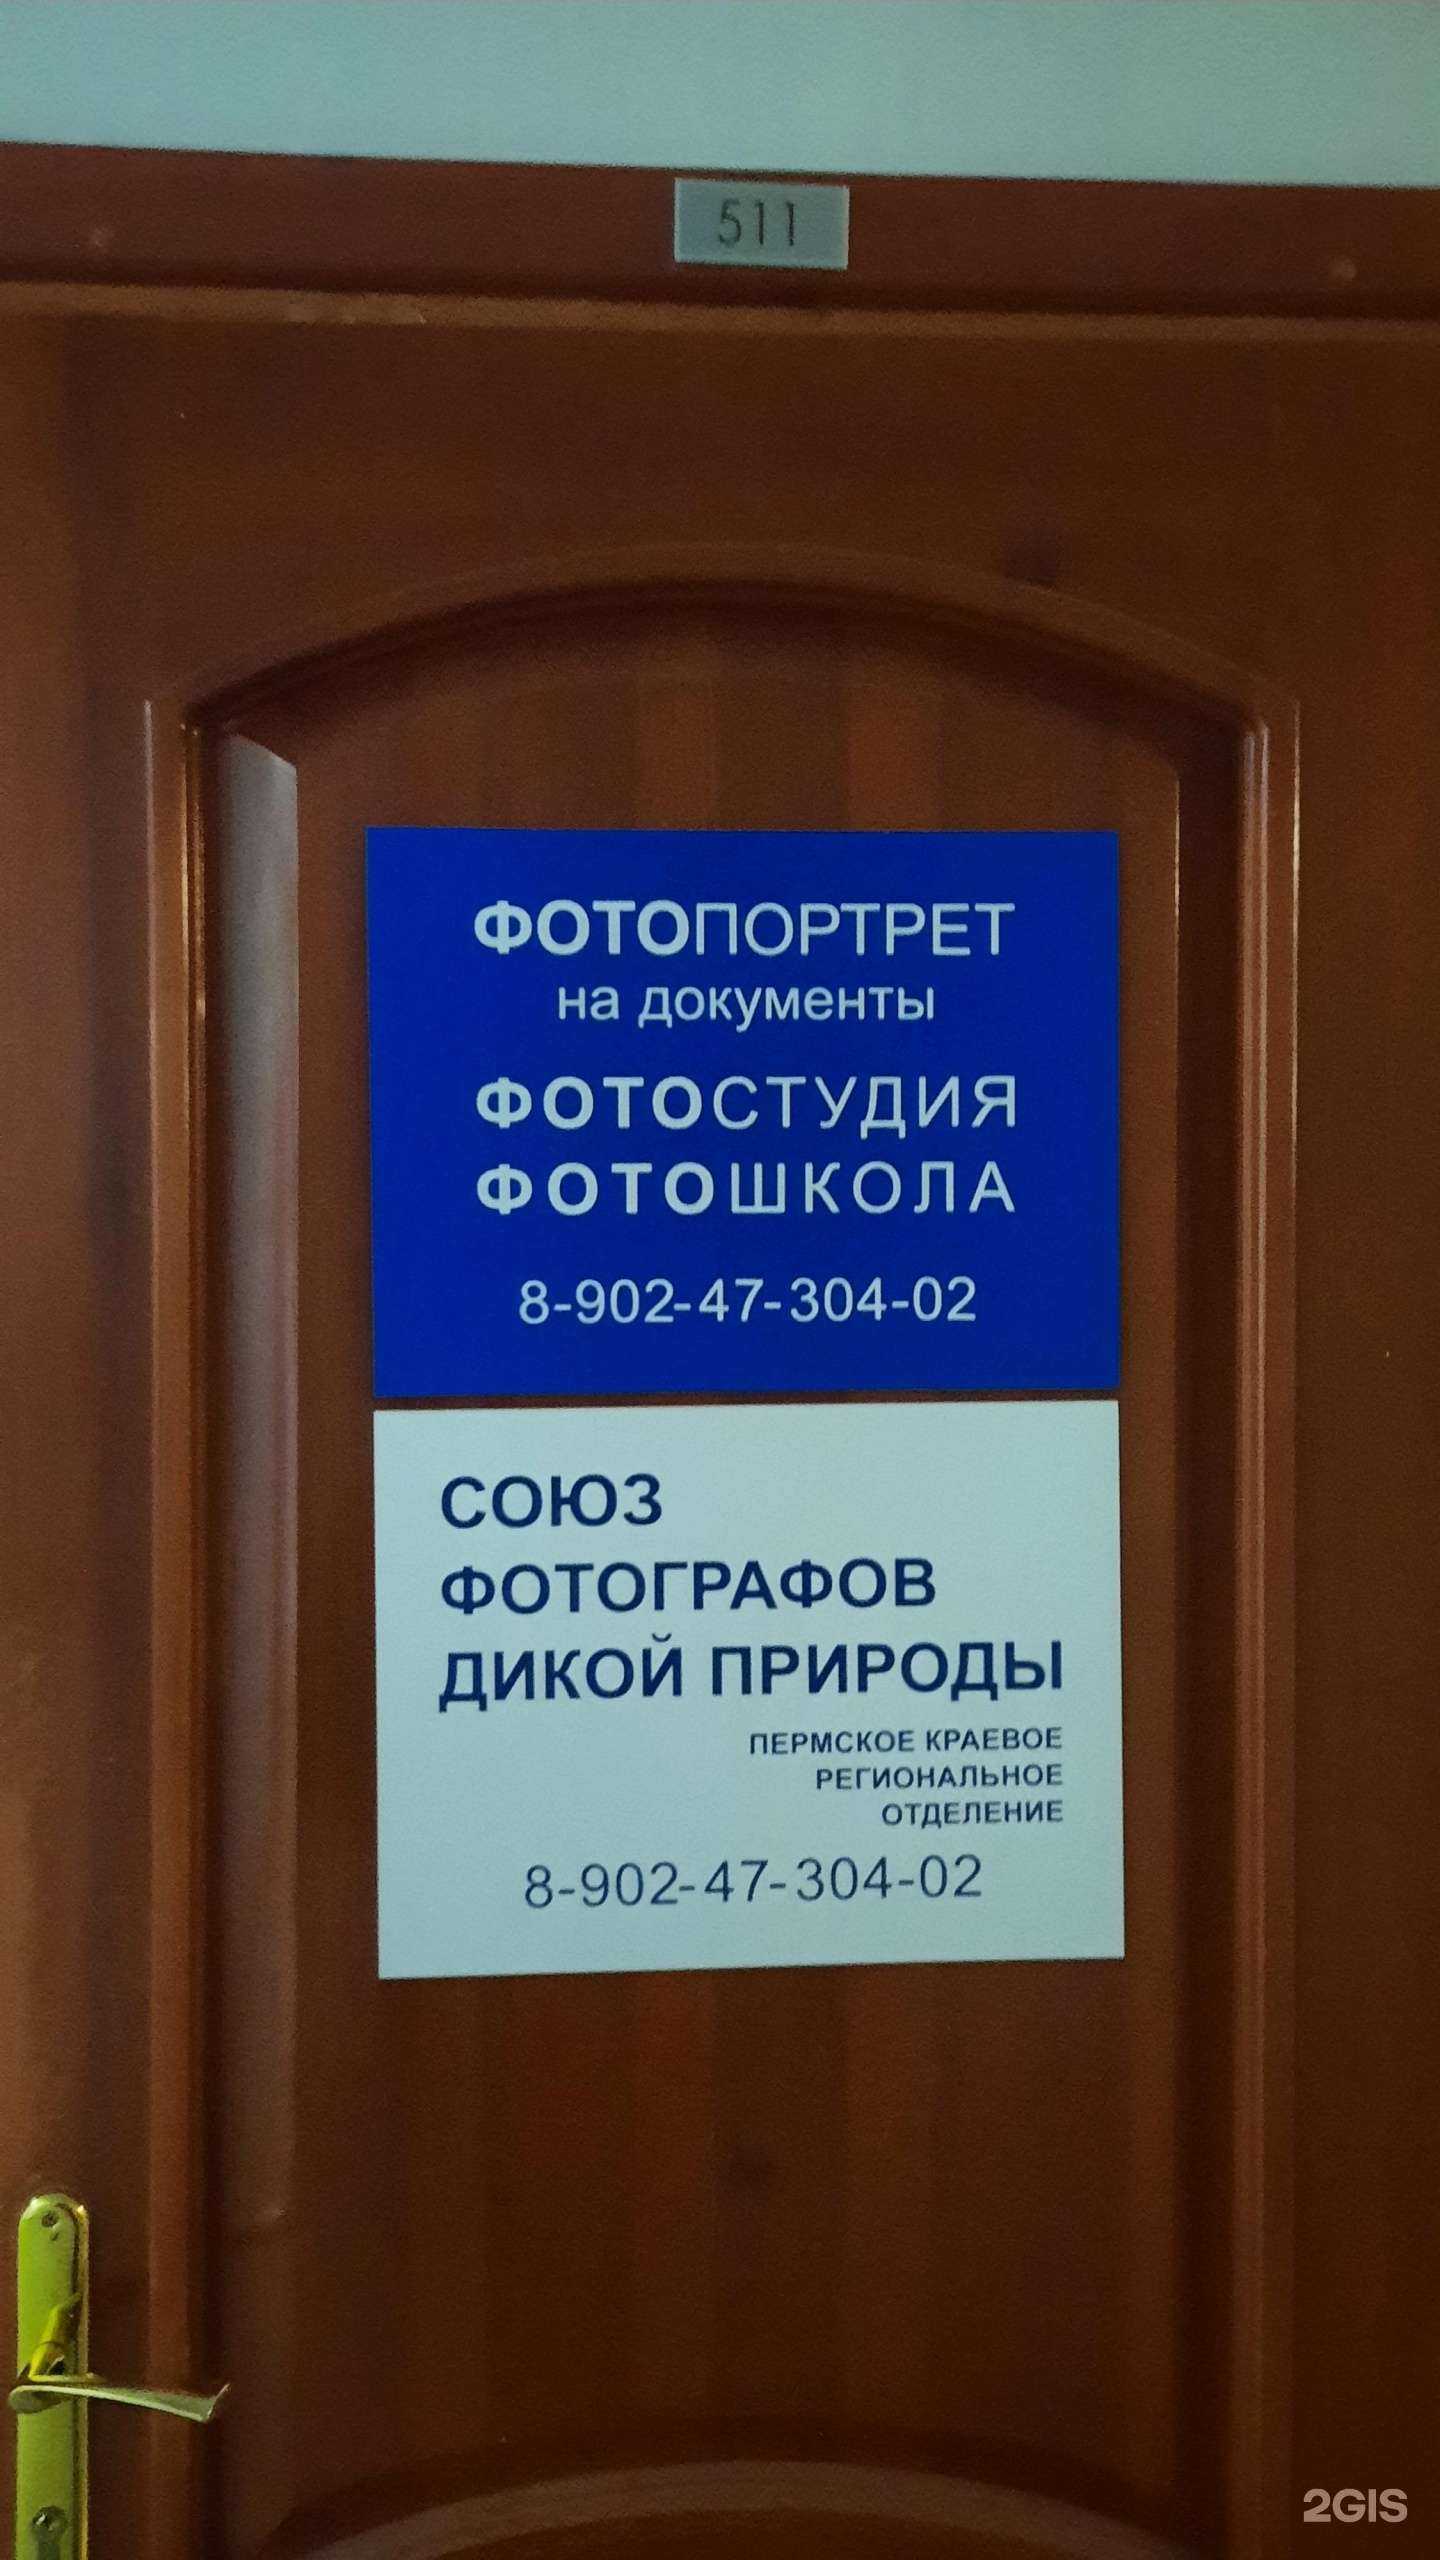 511
ФОТОПОРТРЕТ
на документы
ФОТОСТУДИЯ
ФОТОШКОЛА
8-902-47-304-02
СОЮЗ
ФОТОГРАФОВ
ДИКОЙ ПРИРОДЫ
ПЕРМСКОЕ КРАЕВОЕ
РЕГИОНАЛЬНОЕ
ОТДЕЛЕНИЕ
8-902-47-304-02
2GIS